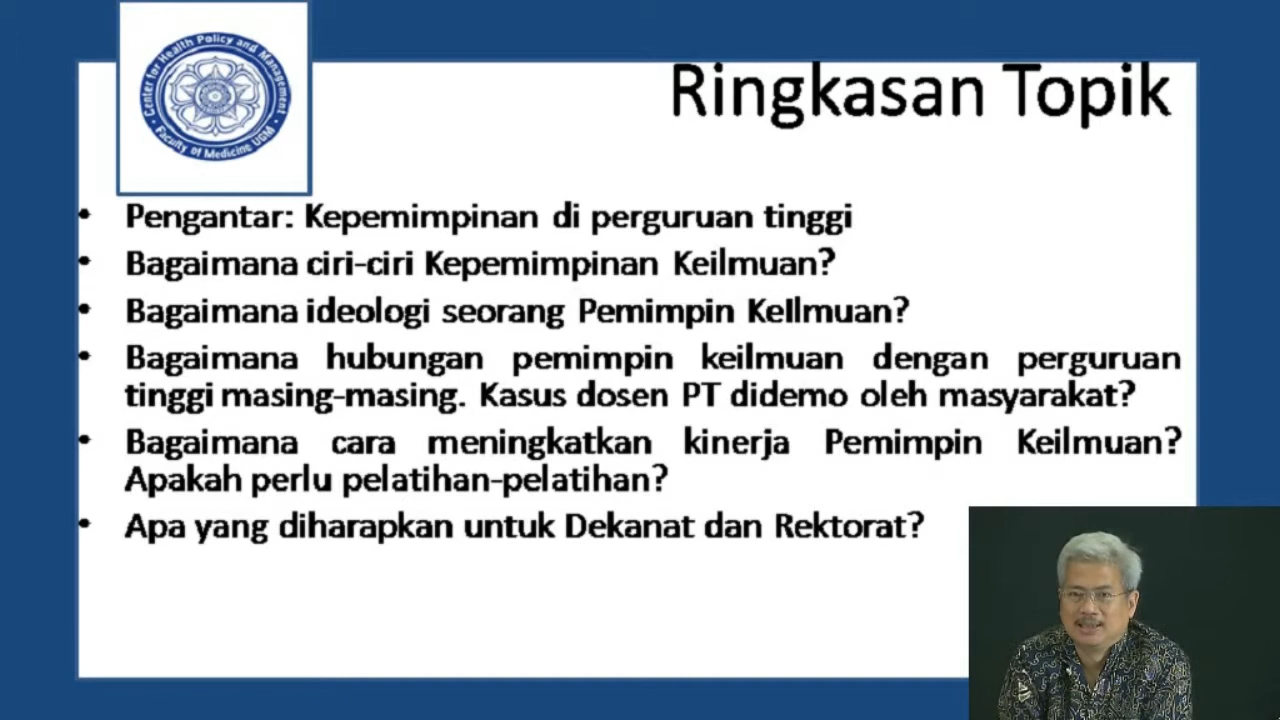 Center for Health Policy and Management
Faculty of Medicine UGM
Ringkasan Topik
• Pengantar: Kepemimpinan di perguruan tinggi
• Bagaimana ciri-ciri Kepemimpinan Keilmuan?
• Bagaimana ideologi seorang Pemimpin KeIlmuan?
• Bagaimana hubungan pemimpin keilmuan dengan perguruan
tinggi masing-masing. Kasus dosen PT didemo oleh masyarakat?
• Bagaimana cara meningkatkan kinerja Pemimpin Keilmuan?
Apakah perlu pelatihan-pelatihan?
• Apa yang diharapkan untuk Dekanat dan Rektorat?